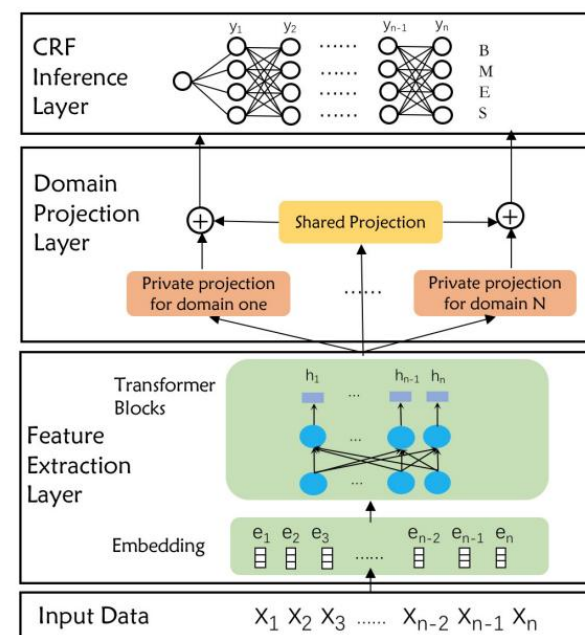 y1 y2 …… yn-1 yn
CRF
Inference
Layer
B
M
E
S
……
……
……
Domain
Projection
Layer
Shared Projection
Private projection
for domain one
……
Private projection
for domain N
Transformer
Blocks
h1 ... hn-1 hn
...
...
Feature
Extraction
Layer
Embedding
e1 e2 e3 …… en-2 en-1 en
Input Data
X1 X2 X3 …… Xn-2 Xn-1 Xn